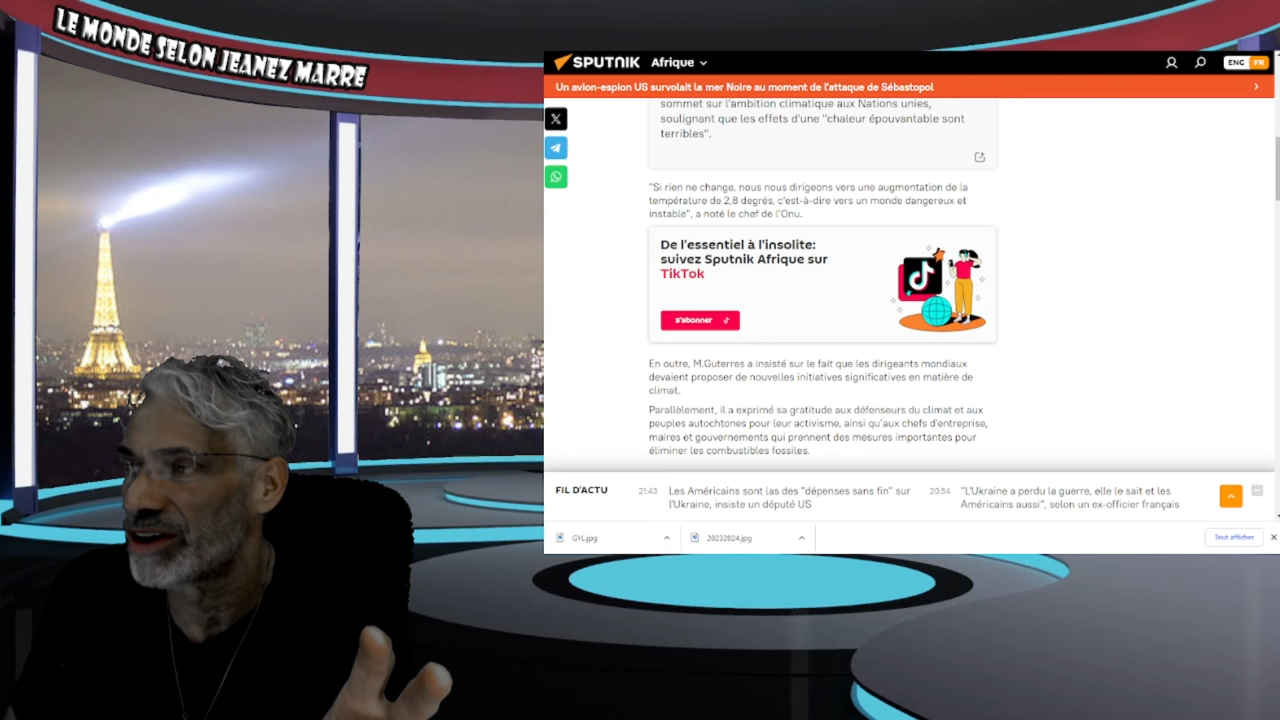 LE MONDE SELON JEANEZ MARRE
SPUTNIK Afrique
ENG FR
Un avion-espion US survolait la mer Noire au moment de l'attaque de Sébastopol
sommet sur l'ambition climatique aux Nations unies,
soulignant que les effets d'une "chaleur épouvantable sont
terribles".
"Si rien ne change, nous nous dirigeons vers une augmentation de la
température de 2,8 degrés, c'est-à-dire vers un monde dangereux et
instable", a noté le chef de l'Onu.
De l'essentiel à l'insolite:
suivez Sputnik Afrique sur
TikTok
s'abonner
En outre, M.Guterres a insisté sur le fait que les dirigeants mondiaux
devaient proposer de nouvelles initiatives significatives en matière de
climat.
Parallèlement, il a exprimé sa gratitude aux défenseurs du climat et aux
peuples autochtones pour leur activisme, ainsi qu'aux chefs d'entreprise,
maires et gouvernements qui prennent des mesures importantes pour
éliminer les combustibles fossiles.
FIL D'ACTU
21:43 Les Américains sont las des "dépenses sans fin" sur
l'Ukraine, insiste un député US
20:54 "L'Ukraine a perdu la guerre, elle le sait et les
Américains aussi", selon un ex-officier français
GYL.jpg
20232024.jpg
Tout afficher